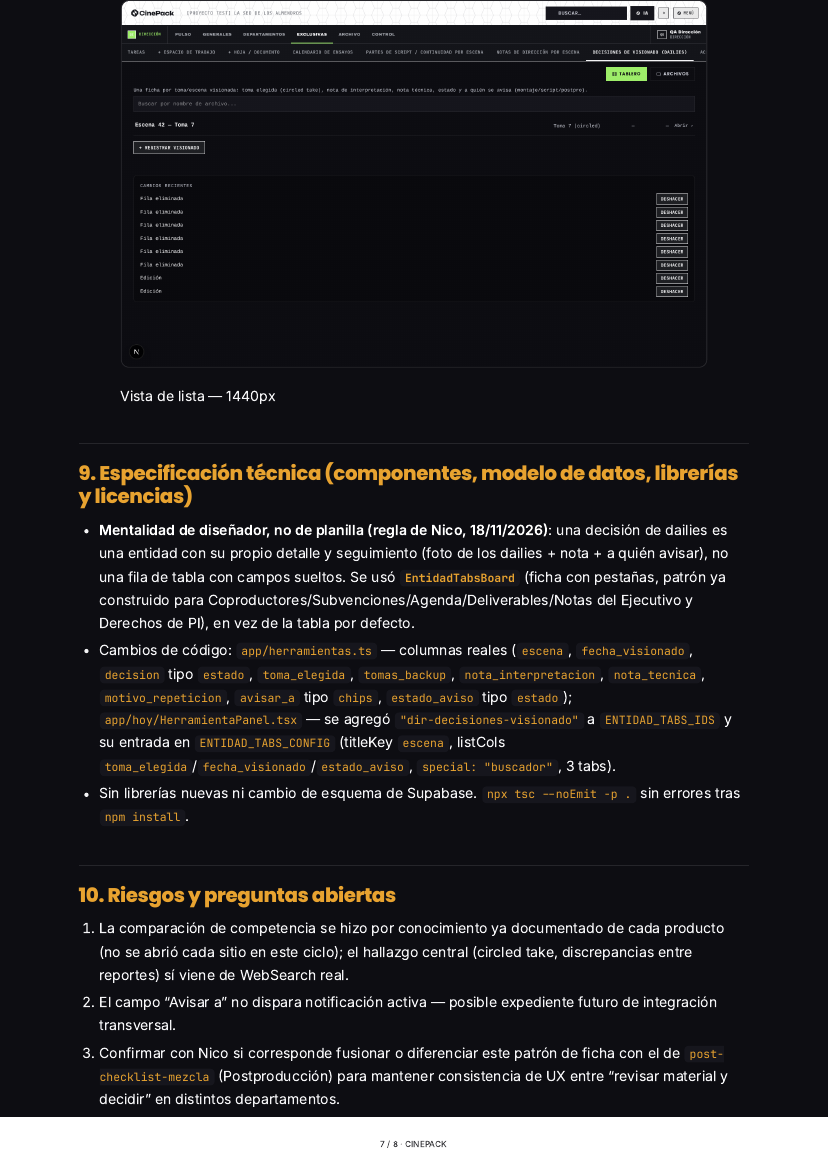 CinePack
[PROYECTO TEST] LA SED DE LOS ALMENDROS
BUSCAR...
IA
MENÚ
DIRECCIÓN
PULSO
GENERALES
DEPARTAMENTOS
EXCLUSIVAS
ARCHIVO
CONTROL
QA Dirección
DIRECCIÓN
TAREAS
+ ESPACIO DE TRABAJO
+ HOJA / DOCUMENTO
CALENDARIO DE ENSAYOS
PARTES DE SCRIPT / CONTINUIDAD POR ESCENA
NOTAS DE DIRECCIÓN POR ESCENA
DECISIONES DE VISIONADO (DAILIES)
AC
TABLERO
ARCHIVOS
Una ficha por toma/escena visionada: toma elegida (circled take), nota de interpretación, nota técnica, estado y a quién se avisa (montaje/script/postpro).
Buscar por nombre de archivo...
Escena 42 — Toma 7
Toma 7 (circled)
—
— Abrir ›
+ REGISTRAR VISIONADO
CAMBIOS RECIENTES
Fila eliminada DESHACER
Fila eliminada DESHACER
Fila eliminada DESHACER
Fila eliminada DESHACER
Fila eliminada DESHACER
Fila eliminada DESHACER
Edición DESHACER
Edición DESHACER
N
Vista de lista — 1440px
9. Especificación técnica (componentes, modelo de datos, librerías
y licencias)
• Mentalidad de diseñador, no de planilla (regla de Nico, 18/11/2026): una decisión de dailies es
una entidad con su propio detalle y seguimiento (foto de los dailies + nota + a quién avisar), no
una fila de tabla con campos sueltos. Se usó EntidadTabsBoard (ficha con pestañas, patrón ya
construido para Coproductores/Subvenciones/Agenda/Deliverables/Notas del Ejecutivo y
Derechos de PI), en vez de la tabla por defecto.
• Cambios de código: app/herramientas.ts — columnas reales ( escena , fecha_visionado ,
decision tipo estado , toma_elegida , tomas_backup , nota_interpretacion , nota_tecnica ,
motivo_repeticion , avisar_a tipo chips , estado_aviso tipo estado );
app/hoy/HerramientaPanel.tsx — se agregó "dir-decisiones-visionado" a ENTIDAD_TABS_IDS y
su entrada en ENTIDAD_TABS_CONFIG (titleKey escena , listCols
toma_elegida / fecha_visionado / estado_aviso , special: "buscador" , 3 tabs).
• Sin librerías nuevas ni cambio de esquema de Supabase. npx tsc --noEmit -p . sin errores tras
npm install .
10. Riesgos y preguntas abiertas
1. La comparación de competencia se hizo por conocimiento ya documentado de cada producto
(no se abrió cada sitio en este ciclo); el hallazgo central (circled take, discrepancias entre
reportes) sí viene de WebSearch real.
2. El campo “Avisar a” no dispara notificación activa — posible expediente futuro de integración
transversal.
3. Confirmar con Nico si corresponde fusionar o diferenciar este patrón de ficha con el de post-
checklist-mezcla (Postproducción) para mantener consistencia de UX entre “revisar material y
decidir” en distintos departamentos.
7 / 8 · CINEPACK